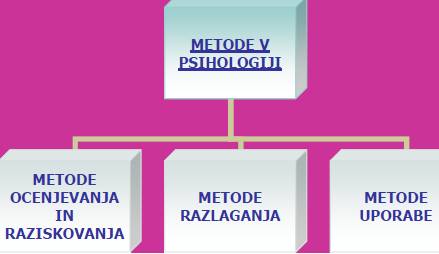 METODE V
PSIHOLOGIJI
METODE
OCENJEVANJA
IN
RAZISKOVANJA
METODE
RAZLAGANJA
METODE
UPORABE